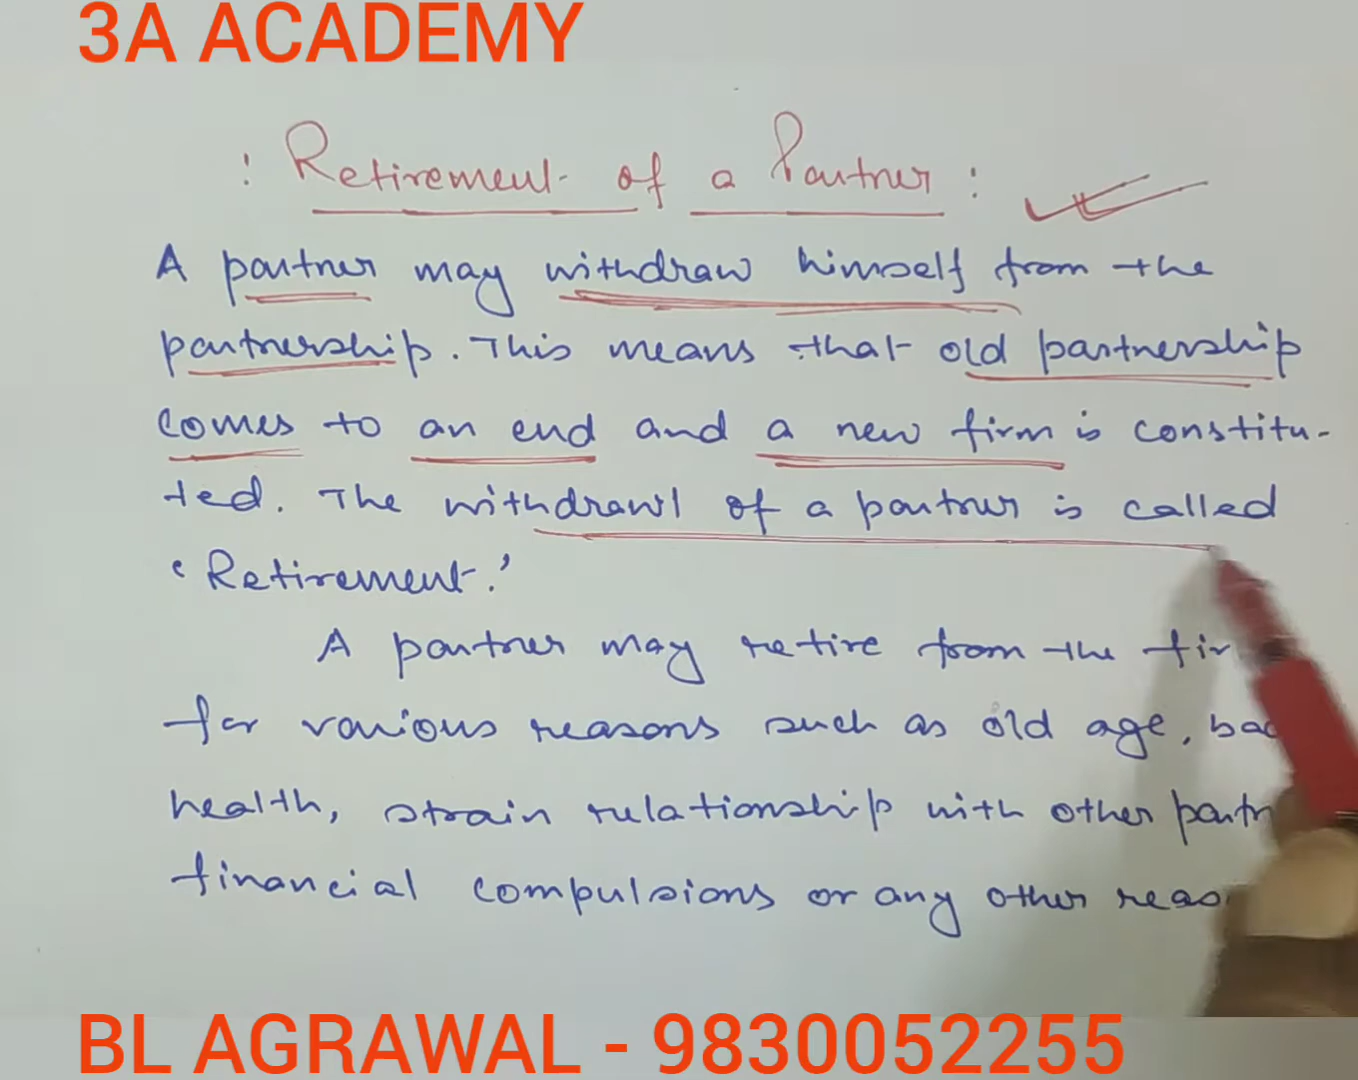 3A ACADEMY
: Retirement of a Partner :
A partner may withdraw himself from the
partnership. This means that old partnership
comes to an end and a new firm is constitu-
ted. The withdrawl of a partner is called
'Retirement.'
A partner may retire from the
for various reasons such as old age,
health, strain relationship with other
financial compulsions or any other
BL AGRAWAL - 9830052255